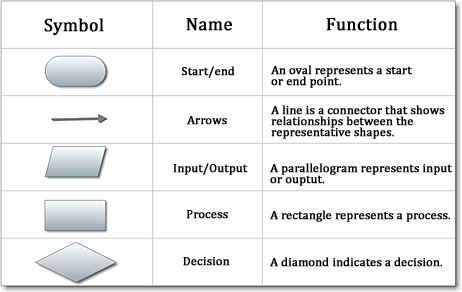 Symbol Name Function
Start/end An oval represents a start
or end point.
Arrows A line is a connector that shows
relationships between the
representative shapes.
Input/Output A parallelogram represents input
or ouptut.
Process A rectangle represents a process.
Decision A diamond indicates a decision.